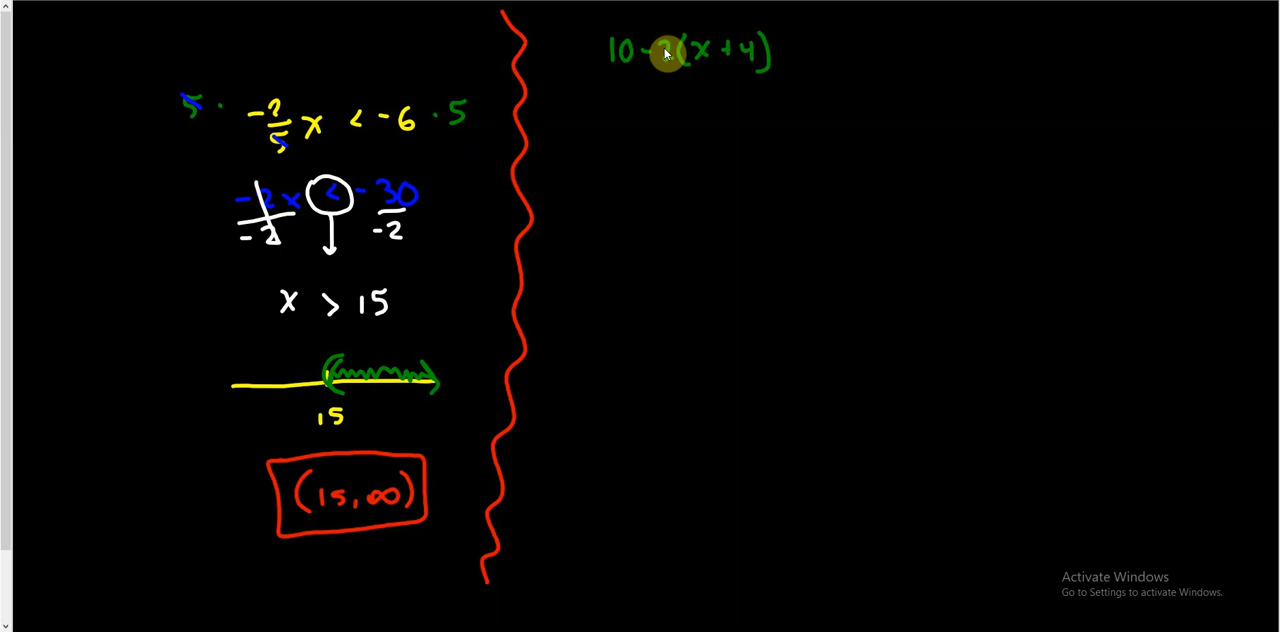 5 · -2/5 x < -6 · 5
-2x < -30
-2 -2
x > 15
15
(15, ∞)
10 - (x + 4)
Activate Windows
Go to Settings to activate Windows.